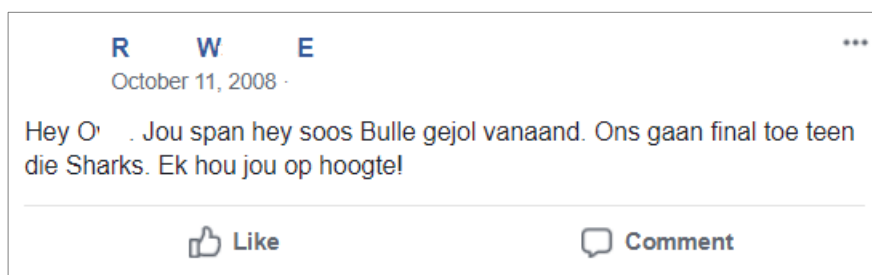 R W E
October 11, 2008 ·
Hey O . Jou span hey soos Bulle gejol vanaand. Ons gaan final toe teen
die Sharks. Ek hou jou op hoogte!
Like Comment